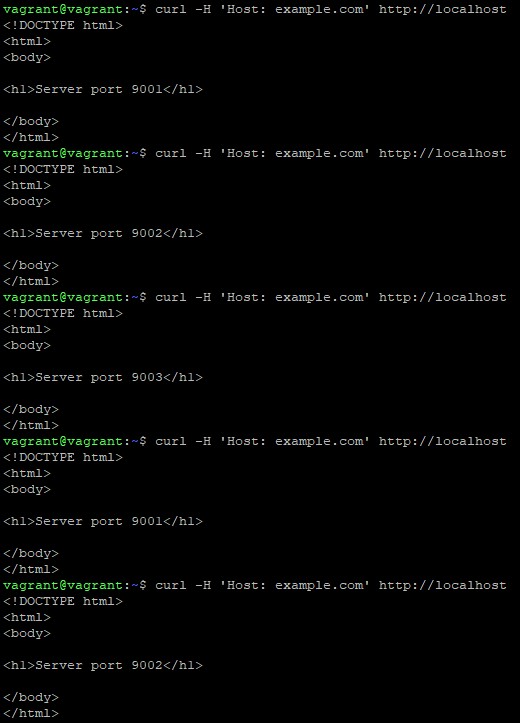 vagrant@vagrant:~$ curl -H 'Host: example.com' http://localhost
<!DOCTYPE html>
<html>
<body>
<h1>Server port 9001</h1>
</body>
</html>
vagrant@vagrant:~$ curl -H 'Host: example.com' http://localhost
<!DOCTYPE html>
<html>
<body>
<h1>Server port 9002</h1>
</body>
</html>
vagrant@vagrant:~$ curl -H 'Host: example.com' http://localhost
<!DOCTYPE html>
<html>
<body>
<h1>Server port 9003</h1>
</body>
</html>
vagrant@vagrant:~$ curl -H 'Host: example.com' http://localhost
<!DOCTYPE html>
<html>
<body>
<h1>Server port 9001</h1>
</body>
</html>
vagrant@vagrant:~$ curl -H 'Host: example.com' http://localhost
<!DOCTYPE html>
<html>
<body>
<h1>Server port 9002</h1>
</body>
</html>